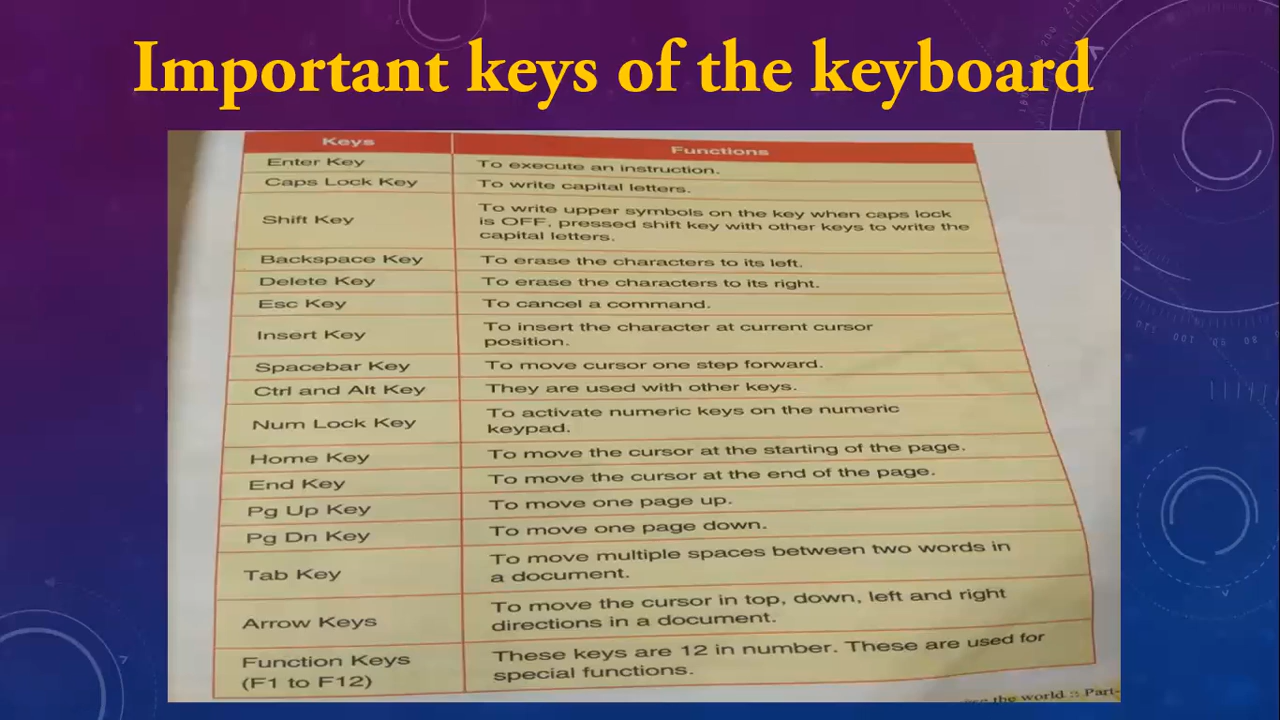 Important keys of the keyboard
Keys Functions
Enter Key To execute an instruction.
Caps Lock Key To write capital letters.
Shift Key To write upper symbols on the key when caps lock
is OFF, pressed shift key with other keys to write the
capital letters.
Backspace Key To erase the characters to its left.
Delete Key To erase the characters to its right.
Esc Key To cancel a command.
Insert Key To insert the character at current cursor
position.
Spacebar Key To move cursor one step forward.
Ctrl and Alt Key They are used with other keys.
Num Lock Key To activate numeric keys on the numeric
keypad.
Home Key To move the cursor at the starting of the page.
End Key To move the cursor at the end of the page.
Pg Up Key To move one page up.
Pg Dn Key To move one page down.
Tab Key To move multiple spaces between two words in
a document.
Arrow Keys To move the cursor in top, down, left and right
directions in a document.
Function Keys These keys are 12 in number. These are used for
(F1 to F12) special functions.
the world :: Part-